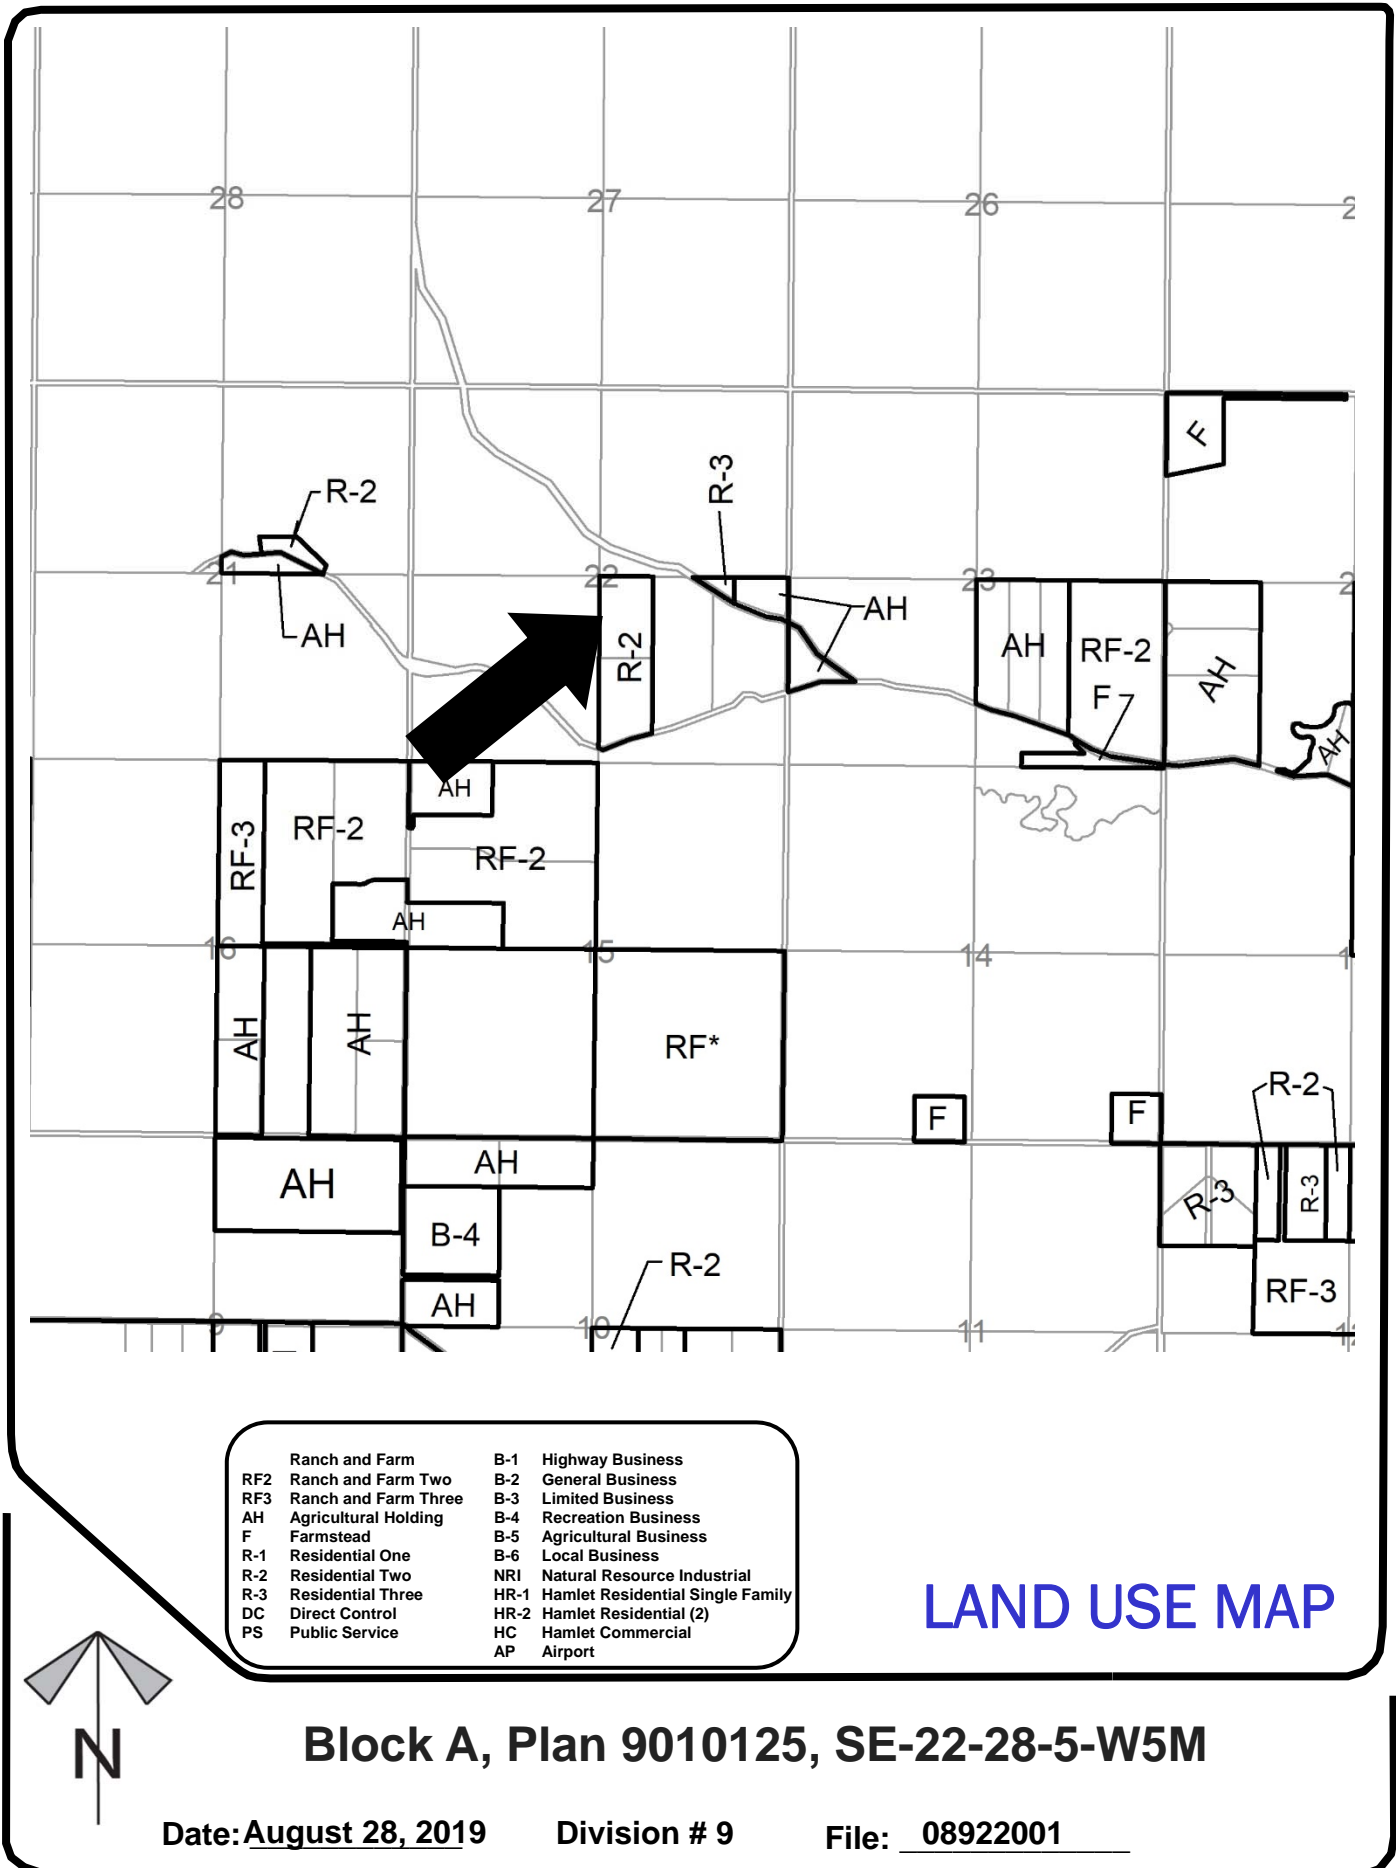 28
27
26
2
F
R-3
R-2
21
22
23
2
AH
AH
R-2
AH
RF-2
AH
F
AH
AH
RF-3
RF-2
RF-2
AH
16
15
14
1
AH
AH
RF*
R-2
F
F
AH
AH
R-3
R-3
B-4
R-2
AH
RF-3
9
10
11
12
Ranch and Farm
RF2 Ranch and Farm Two
RF3 Ranch and Farm Three
AH Agricultural Holding
F Farmstead
R-1 Residential One
R-2 Residential Two
R-3 Residential Three
DC Direct Control
PS Public Service
B-1 Highway Business
B-2 General Business
B-3 Limited Business
B-4 Recreation Business
B-5 Agricultural Business
B-6 Local Business
NRI Natural Resource Industrial
HR-1 Hamlet Residential Single Family
HR-2 Hamlet Residential (2)
HC Hamlet Commercial
AP Airport
LAND USE MAP
N
Block A, Plan 9010125, SE-22-28-5-W5M
Date: August 28, 2019 Division # 9 File: 08922001